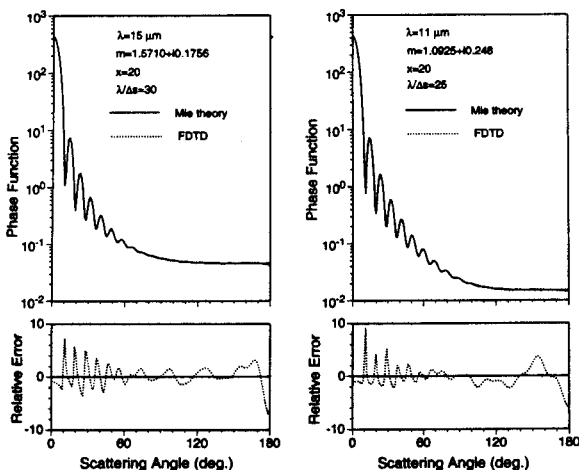 10³
10²
10¹
10⁰
10⁻¹
10⁻²
Phase Function
λ=15 μm
m=1.5710+i0.1756
x=20
λ/Δs=30
Mie theory
FDTD
10
0
-10
Relative Error
0
60
120
180
Scattering Angle (deg.)
10³
10²
10¹
10⁰
10⁻¹
10⁻²
Phase Function
λ=11 μm
m=1.0925+i0.248
x=20
λ/Δs=25
Mie theory
FDTD
10
0
-10
Relative Error
0
60
120
180
Scattering Angle (deg.)